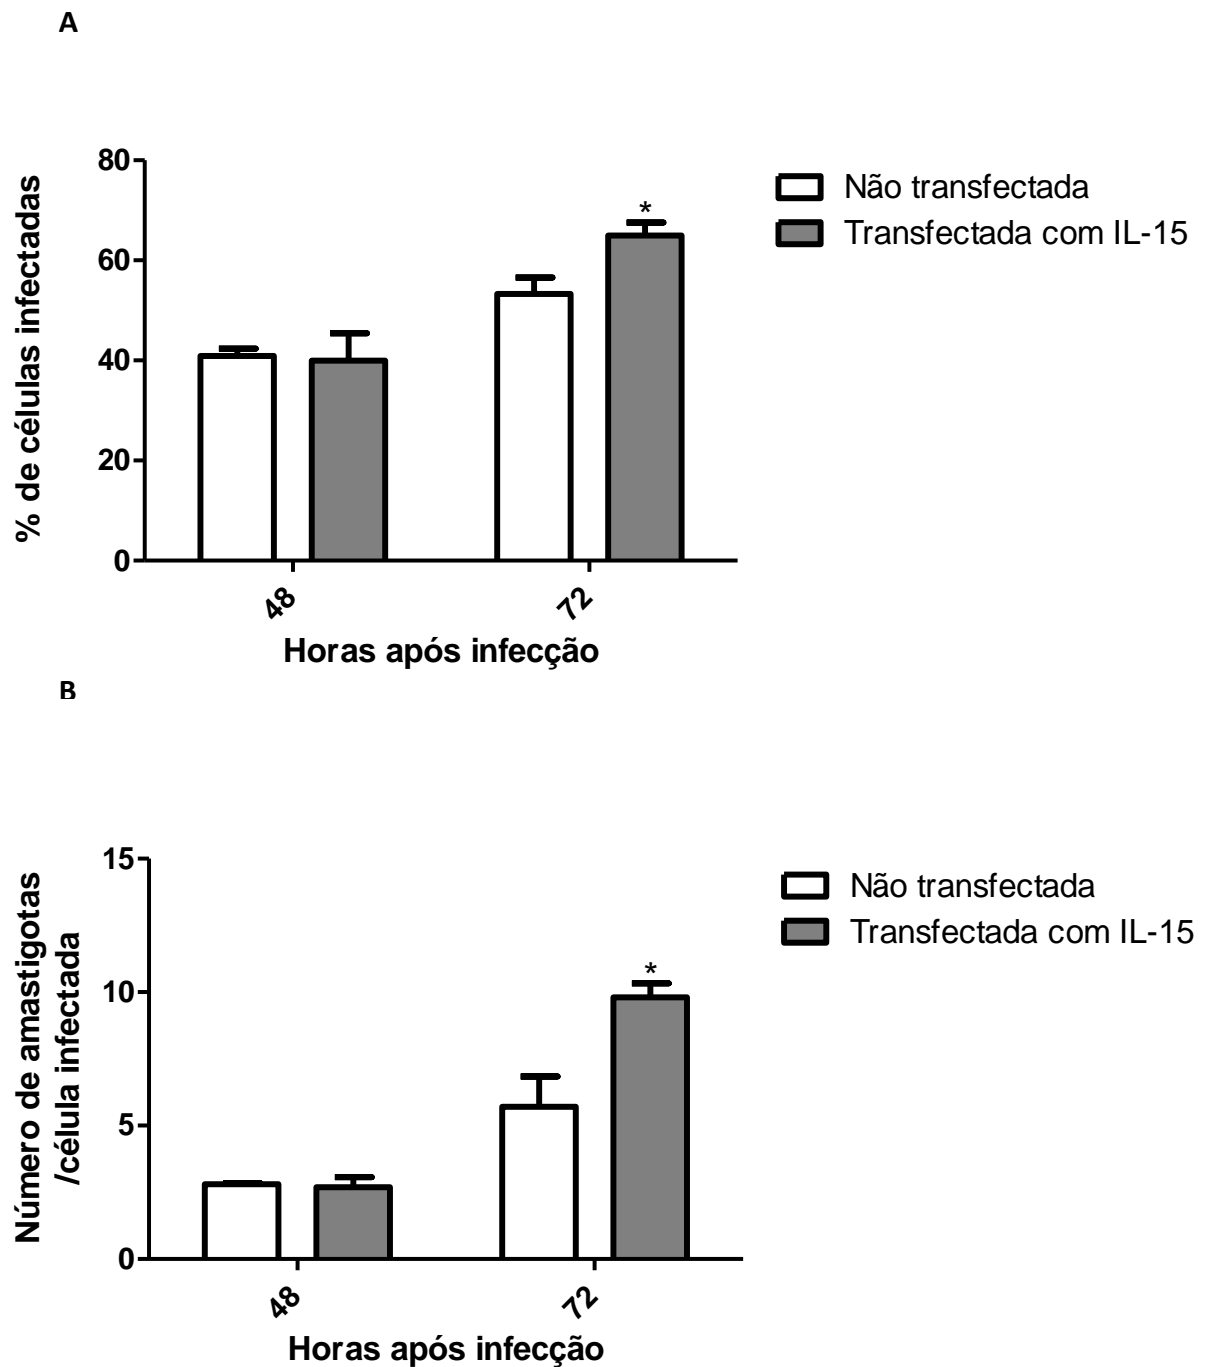 A
% de células infectadas
80
60
40
20
0
*
48
72
Horas após infecção
Não transfectada
Transfectada com IL-15
B
Número de amastigotas
/célula infectada
15
10
5
0
*
48
72
Horas após infecção
Não transfectada
Transfectada com IL-15